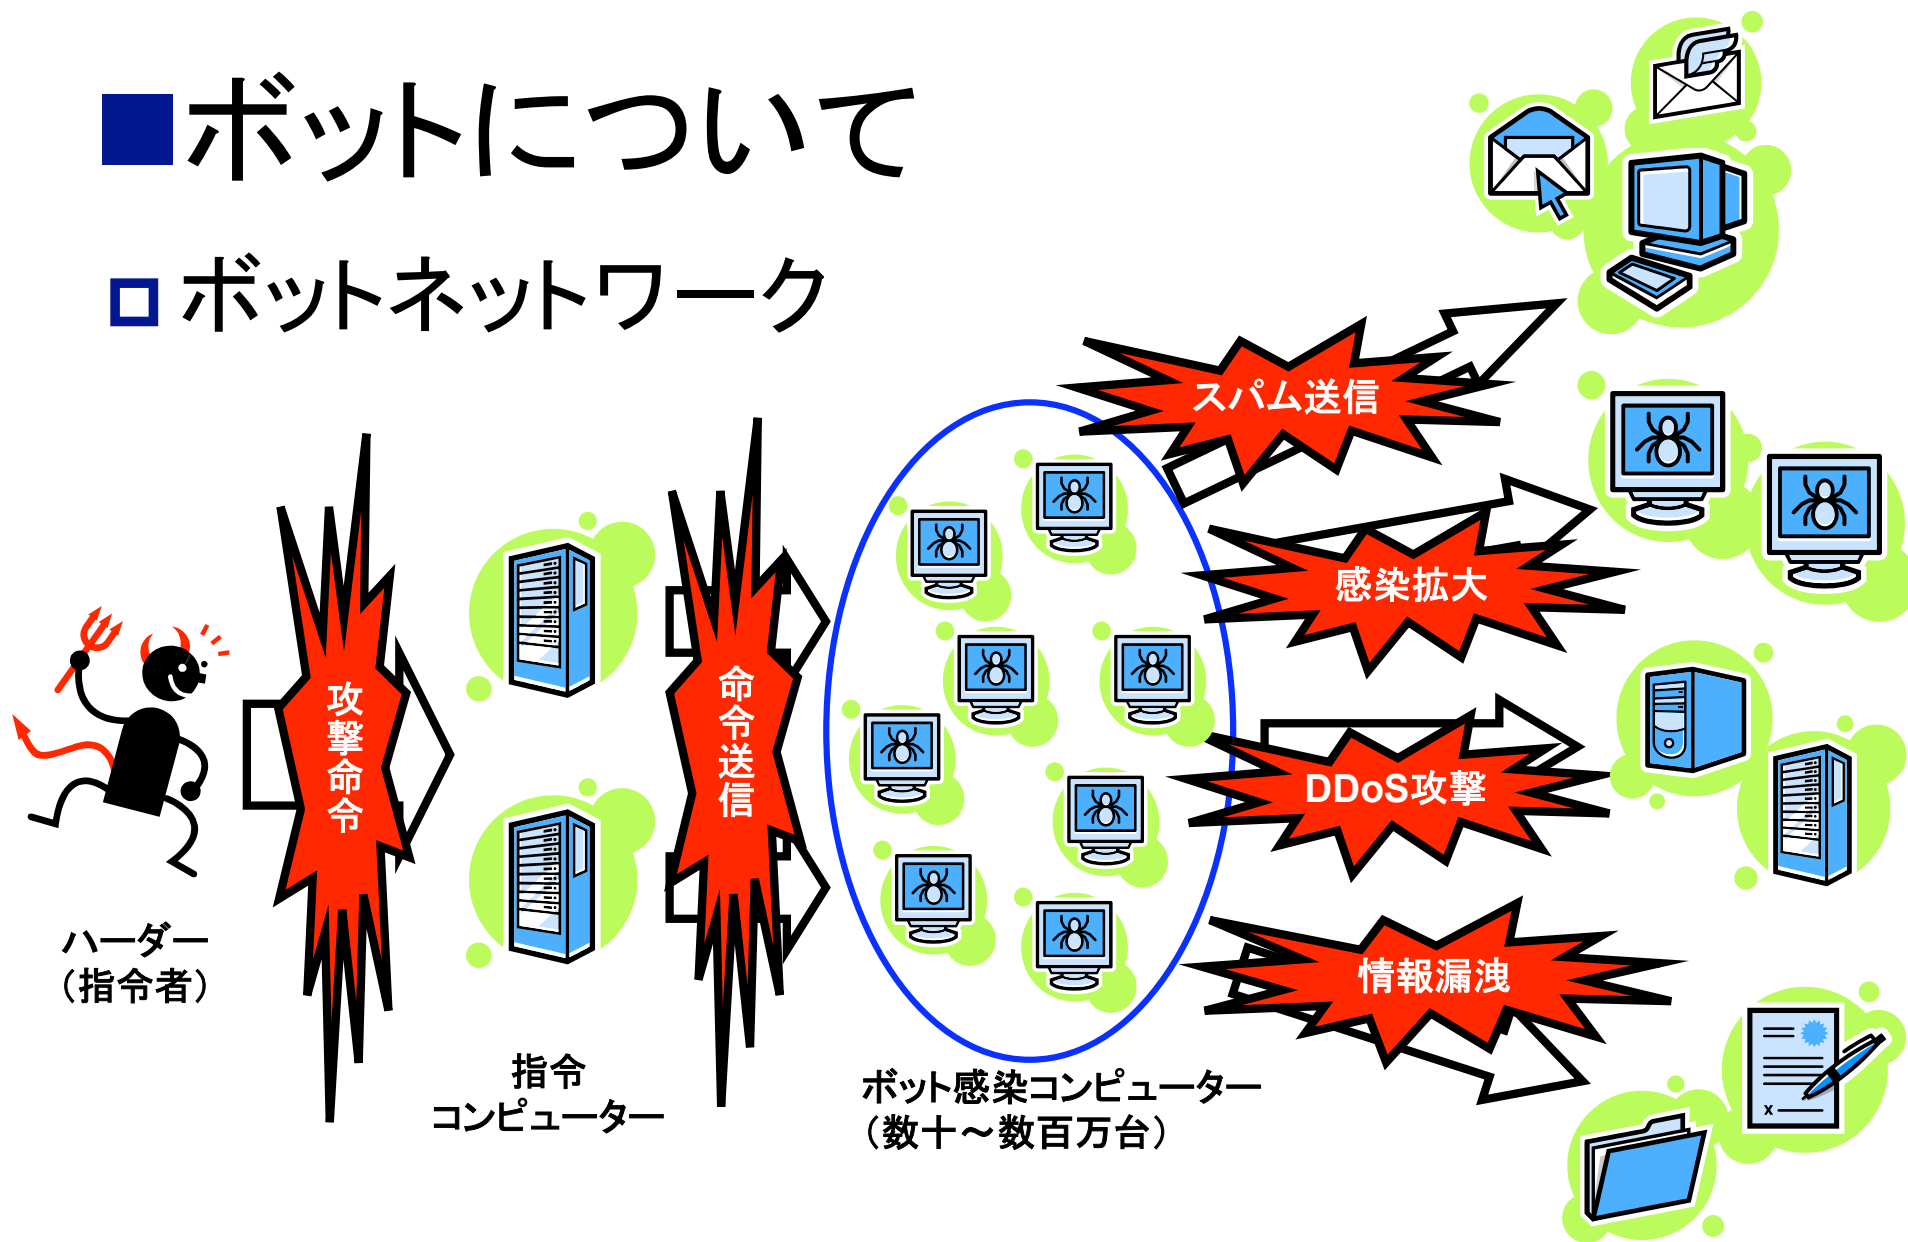 ■ボットについて
ボットネットワーク
スパム送信
感染拡大
DDoS攻撃
情報漏洩
攻撃命令
命令送信
ハーダー
（指令者）
指令
コンピューター
ボット感染コンピューター
（数十～数百万台）
x